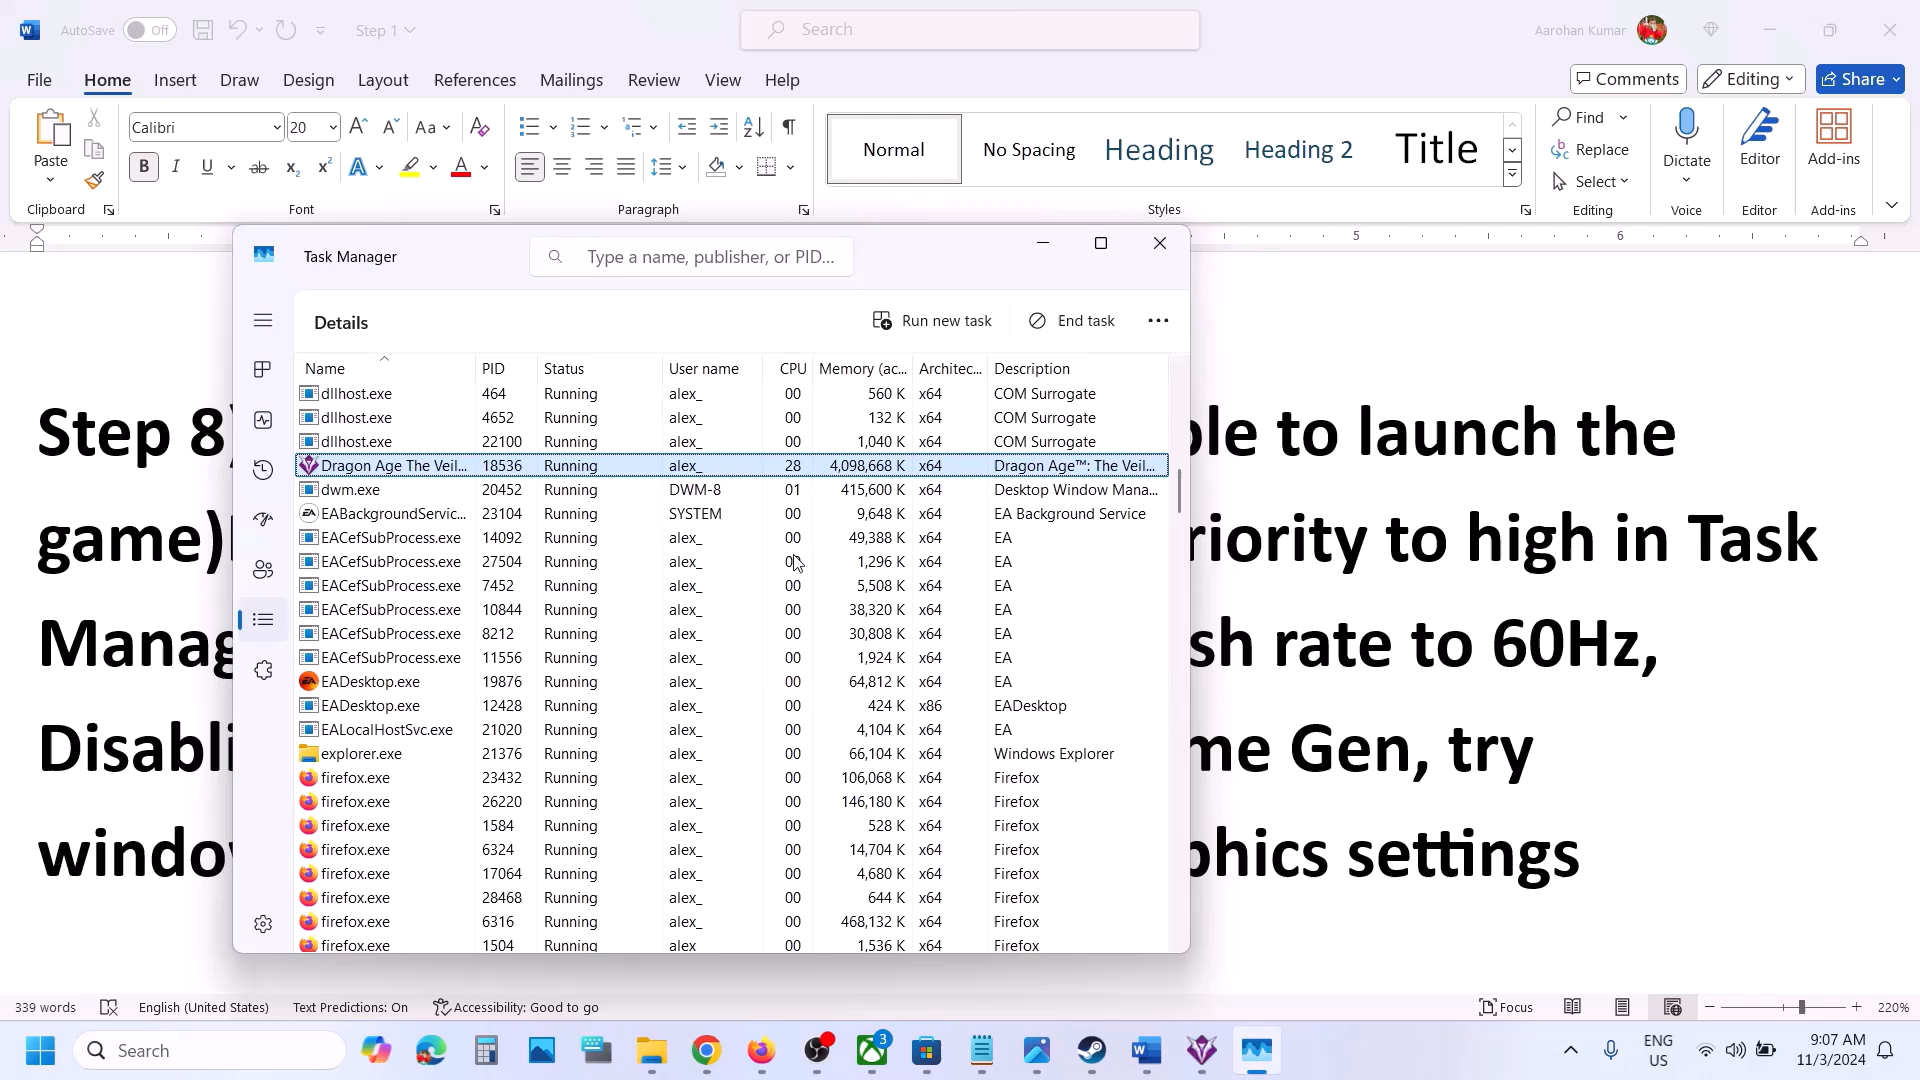 AutoSave Off Step 1 Search Aarohan Kumar
File Home Insert Draw Design Layout References Mailings Review View Help Comments Editing Share
Calibri 20 Aa
Paste
B I U ab x₂ x² A A
Normal No Spacing Heading Heading 2 Title
Find
Replace
Select
Dictate Editor Add-ins
Clipboard Font Paragraph Styles Editing Voice Editor Add-ins
5 6
Task Manager Type a name, publisher, or PID...
Details Run new task End task
Name PID Status User name CPU Memory (ac... Architec... Description
dllhost.exe 464 Running alex_ 00 560 K x64 COM Surrogate
dllhost.exe 4652 Running alex_ 00 132 K x64 COM Surrogate
dllhost.exe 22100 Running alex_ 00 1,040 K x64 COM Surrogate
Dragon Age The Veil... 18536 Running alex_ 28 4,098,668 K x64 Dragon Age™: The Veil...
dwm.exe 20452 Running DWM-8 01 415,600 K x64 Desktop Window Mana...
EABackgroundServic... 23104 Running SYSTEM 00 9,648 K x64 EA Background Service
EACefSubProcess.exe 14092 Running alex_ 00 49,388 K x64 EA
EACefSubProcess.exe 27504 Running alex_ 1,296 K x64 EA
EACefSubProcess.exe 7452 Running alex_ 00 5,508 K x64 EA
EACefSubProcess.exe 10844 Running alex_ 00 38,320 K x64 EA
EACefSubProcess.exe 8212 Running alex_ 00 30,808 K x64 EA
EACefSubProcess.exe 11556 Running alex_ 00 1,924 K x64 EA
EADesktop.exe 19876 Running alex_ 00 64,812 K x64 EA
EADesktop.exe 12428 Running alex_ 00 424 K x86 EADesktop
EALocalHostSvc.exe 21020 Running alex_ 00 4,104 K x64 EA
explorer.exe 21376 Running alex_ 00 66,104 K x64 Windows Explorer
firefox.exe 23432 Running alex_ 00 106,068 K x64 Firefox
firefox.exe 26220 Running alex_ 00 146,180 K x64 Firefox
firefox.exe 1584 Running alex_ 00 528 K x64 Firefox
firefox.exe 6324 Running alex_ 00 14,704 K x64 Firefox
firefox.exe 17064 Running alex_ 00 4,680 K x64 Firefox
firefox.exe 28468 Running alex_ 00 644 K x64 Firefox
firefox.exe 6316 Running alex_ 00 468,132 K x64 Firefox
firefox.exe 1504 Running alex 00 1,536 K x64 Firefox
Step 8) ble to launch the
game) riority to high in Task
Manag sh rate to 60Hz,
Disabli me Gen, try
windo phics settings
339 words English (United States) Text Predictions: On Accessibility: Good to go Focus 220%
Search 3 ENG US 9:07 AM 11/3/2024